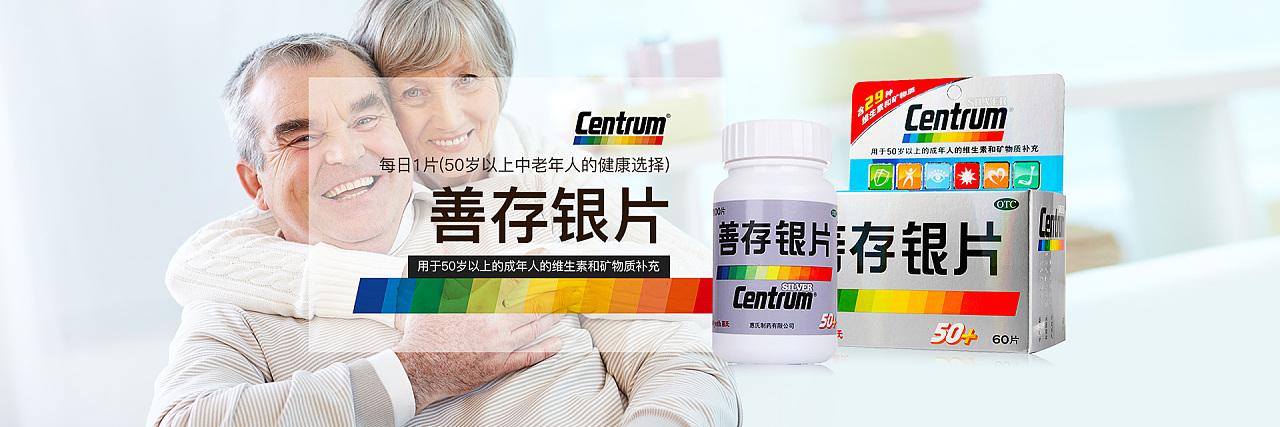 Centrum®
每日1片(50岁以上中老年人的健康选择)
善存银片
用于50岁以上的成年人的维生素和矿物质补充
善存银片
OTC
SILVER
Centrum
50+
惠氏制药有限公司
含29种
维生素和矿物质
SILVER
Centrum®
用于50岁以上的成年人的维生素和矿物质补充
OTC
善存银片
50+
60片